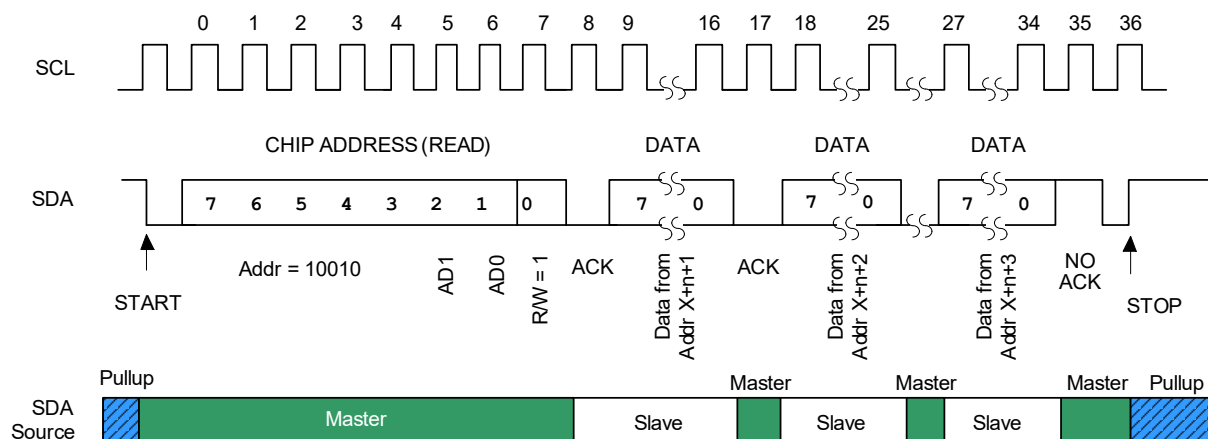 0 1 2 3 4 5 6 7 8 9 16 17 18 25 27 34 35 36
SCL
CHIP ADDRESS (READ) DATA DATA DATA
SDA
7 6 5 4 3 2 1 0 7 0 7 0 7 0
START
Addr = 10010
AD1
AD0
R/W = 1
ACK
Data from
Addr X+n+1
ACK
Data from
Addr X+n+2
Data from
Addr X+n+3
NO
ACK
STOP
Pullup Master Master Master Pullup
SDA
Source
Master Slave Slave Slave